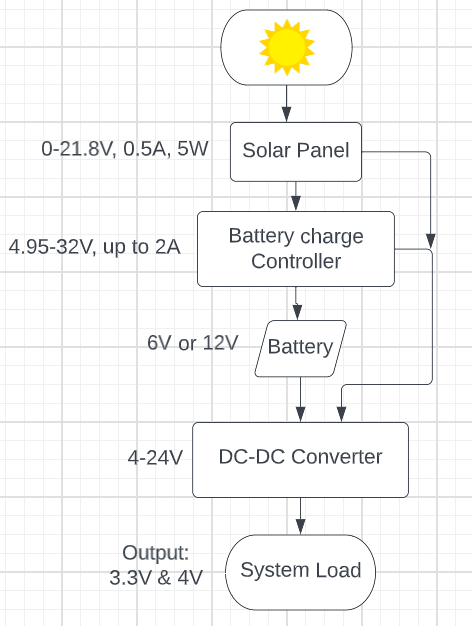 0-21.8V, 0.5A, 5W
Solar Panel
4.95-32V, up to 2A
Battery charge
Controller
6V or 12V
Battery
4-24V
DC-DC Converter
Output:
3.3V & 4V
System Load